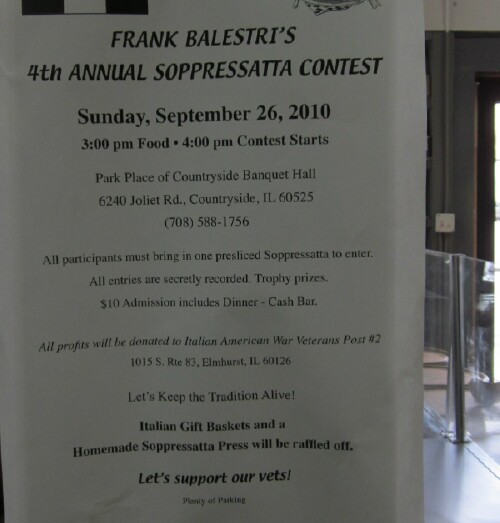 FRANK BALESTRI'S
4th ANNUAL SOPPRESSATTA CONTEST
Sunday, September 26, 2010
3:00 pm Food • 4:00 pm Contest Starts
Park Place of Countryside Banquet Hall
6240 Joliet Rd., Countryside, IL 60525
(708) 588-1756
All participants must bring in one presliced Soppressatta to enter.
All entries are secretly recorded. Trophy prizes.
$10 Admission includes Dinner - Cash Bar.
All profits will be donated to Italian American War Veterans Post #2
1015 S. Rte 83, Elmhurst, IL 60126
Let's Keep the Tradition Alive!
Italian Gift Baskets and a
Homemade Soppressatta Press will be raffled off.
Let's support our vets!
Plenty of Parking